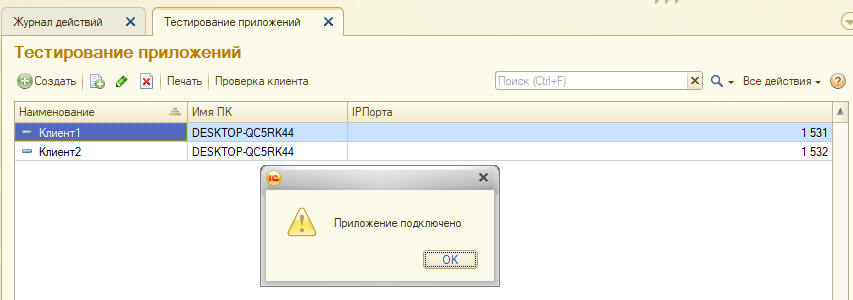 Журнал действий Тестирование приложений
Тестирование приложений
Создать Печать Проверка клиента Поиск (Ctrl+F) Все действия
Наименование Имя ПК IPПорта
Клиент1 DESKTOP-QC5RK44 1 531
Клиент2 DESKTOP-QC5RK44 1 532
1С
Приложение подключено
OK